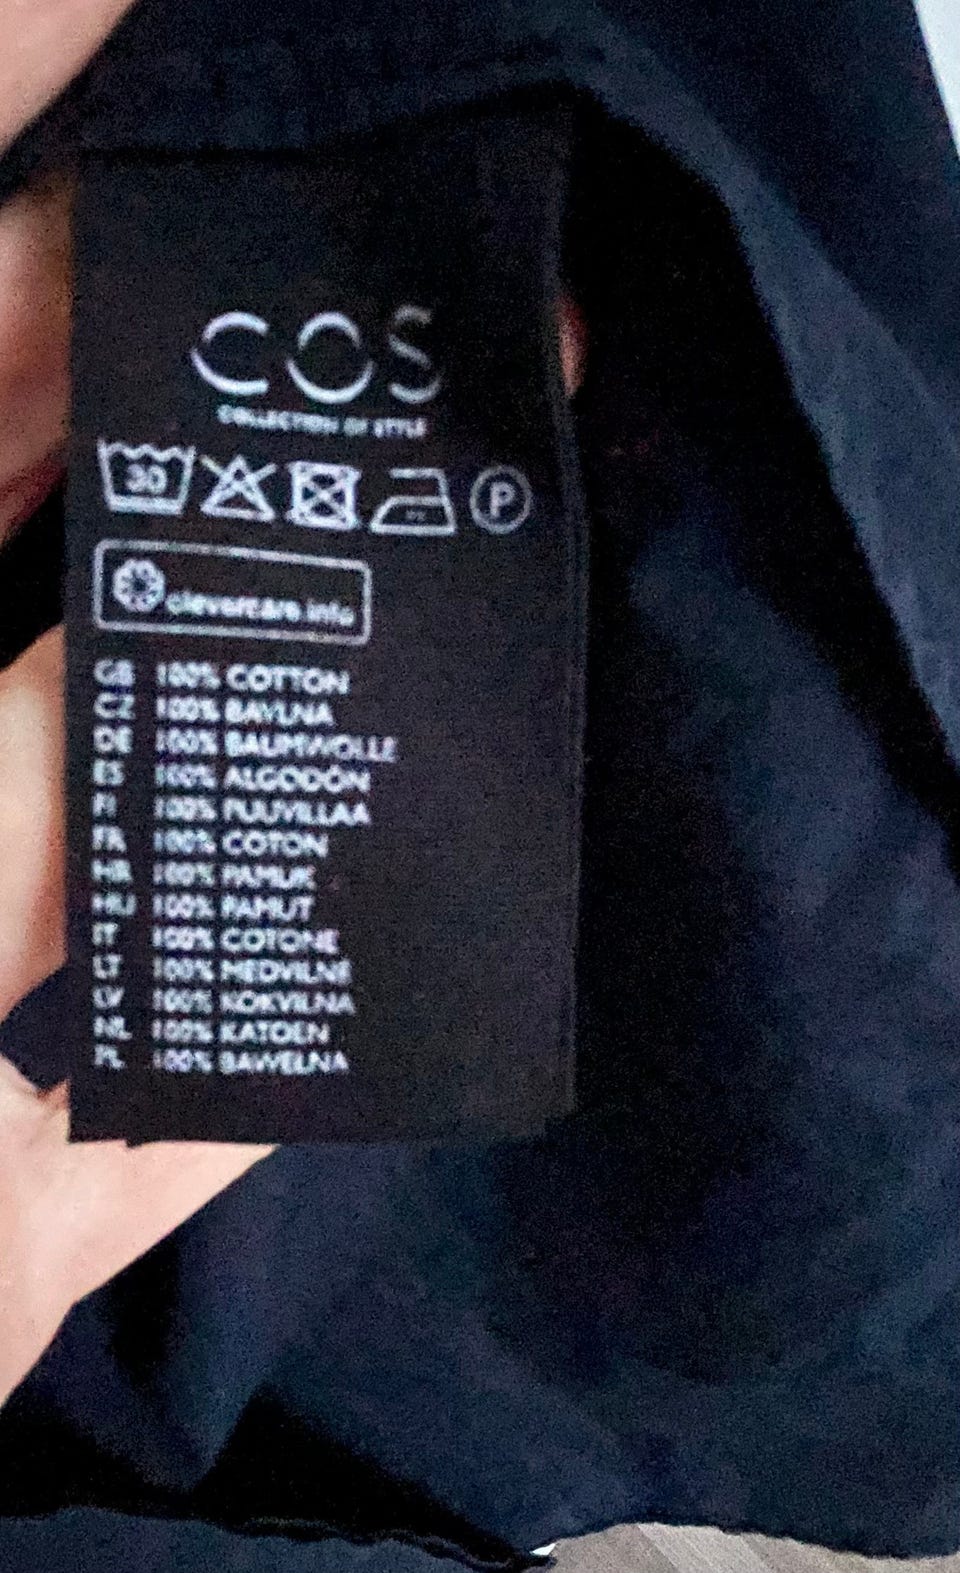 COS
COLLECTION OF STYLE
30
P
clevercare.info
GB 100% COTTON
CZ 100% BAVLNA
DE 100% BAUMWOLLE
ES 100% ALGODÓN
FI 100% PUUVILLAA
FR 100% COTON
HR 100% PAMUK
HU 100% PAMUT
IT 100% COTONE
LT 100% MEDVILNĖ
LV 100% KOKVILNA
NL 100% KATOEN
PL 100% BAWEŁNA